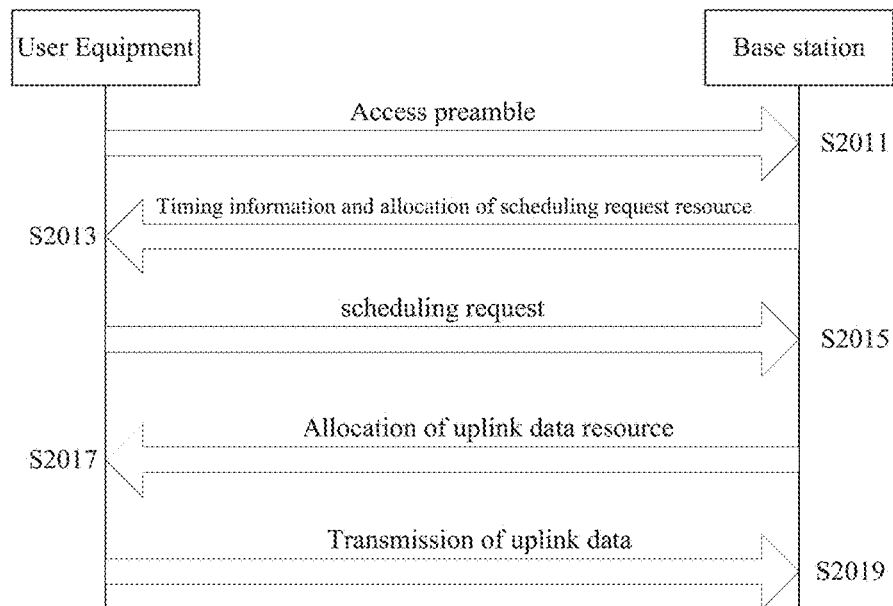 User Equipment
Base station
Access preamble
S2011
Timing information and allocation of scheduling request resource
S2013
scheduling request
S2015
Allocation of uplink data resource
S2017
Transmission of uplink data
S2019